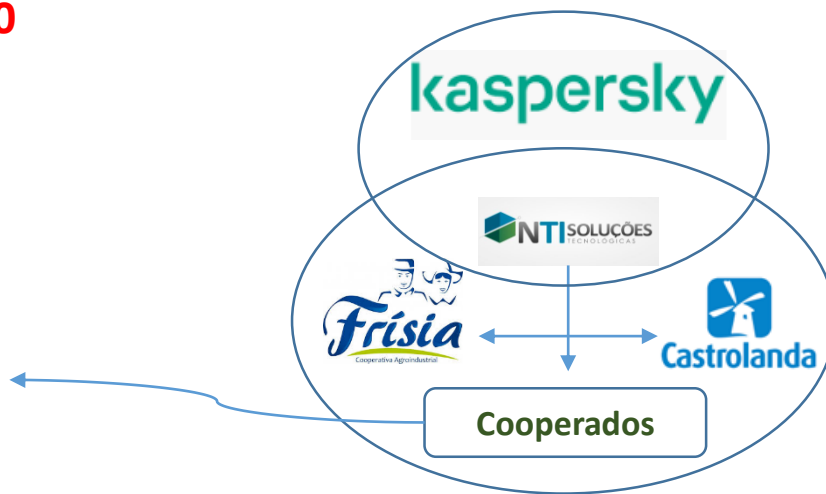 0
kaspersky
NTI SOLUÇÕES
TECNOLÓGICAS
Frísia
Cooperativa Agroindustrial
Castrolanda
Cooperados